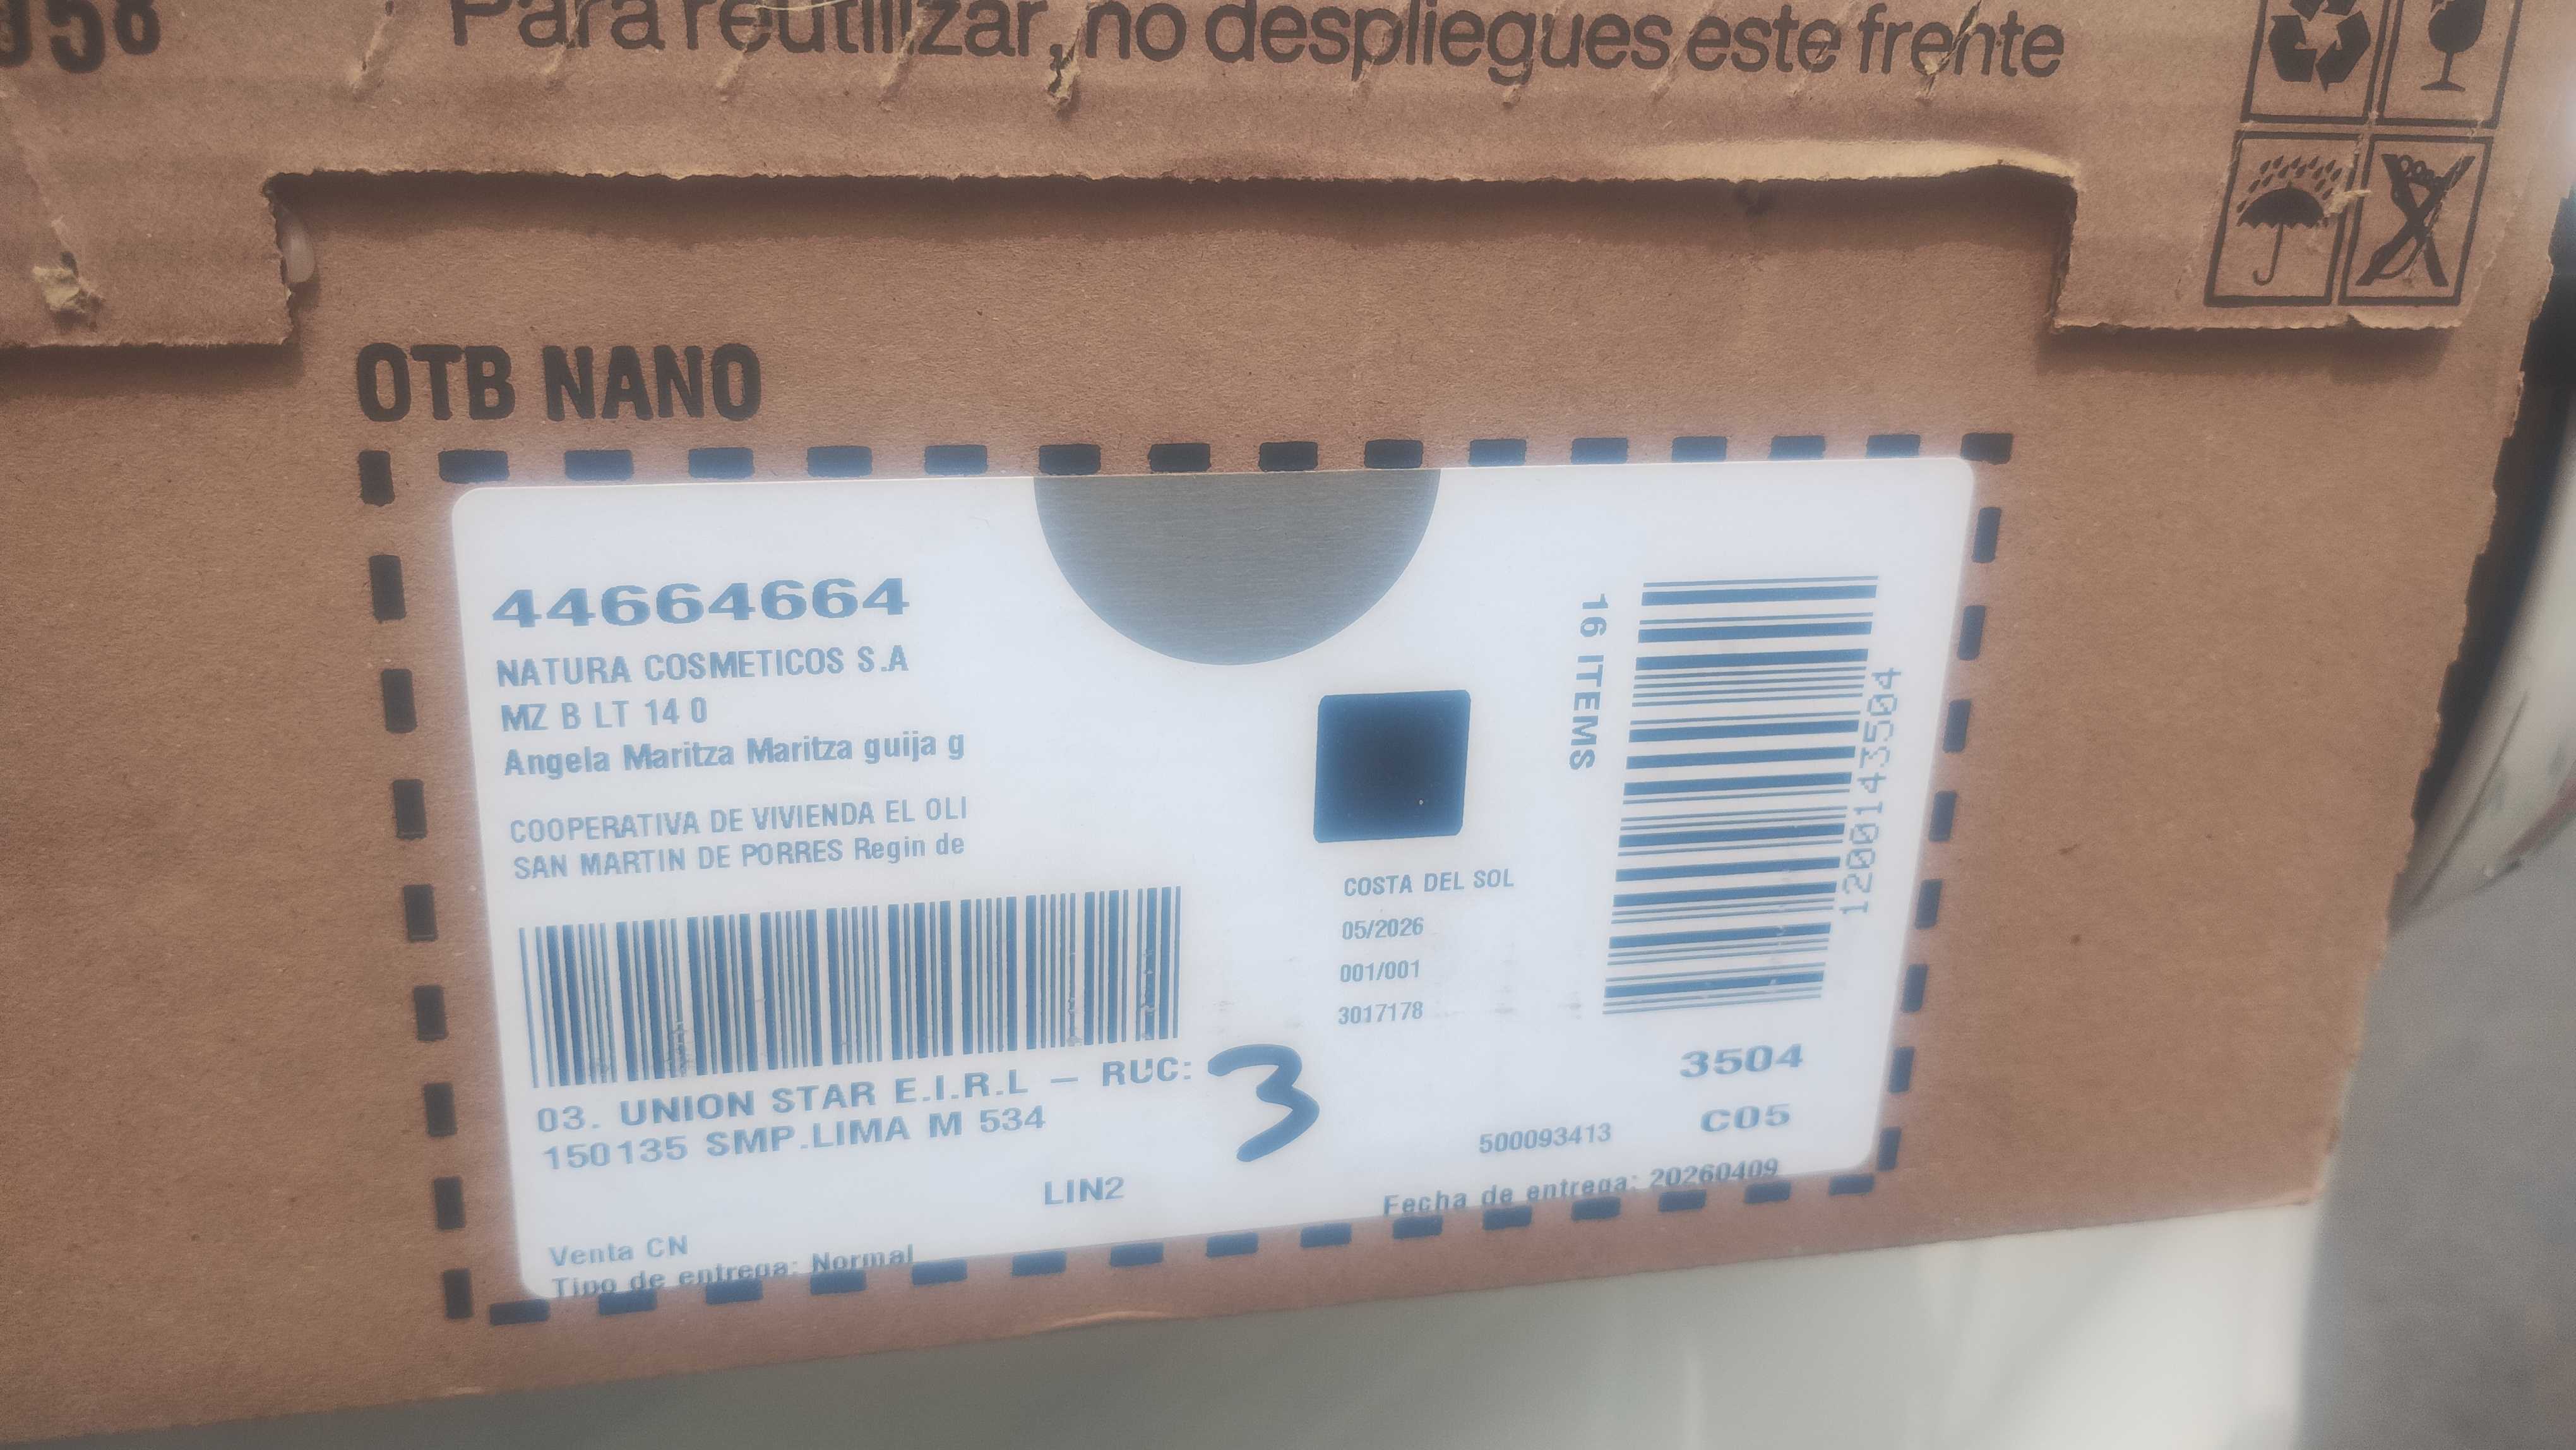 Para reutilizar, no despliegues este frente
OTB NANO
44664664
NATURA COSMETICOS S.A
MZ B LT 14 0
Angela Maritza Maritza guija g
COOPERATIVA DE VIVIENDA EL OLI
SAN MARTIN DE PORRES Regin de
03. UNION STAR E.I.R.L – RUC:
150135 SMP.LIMA M 534
3
LIN2
Venta CN
Tipo de entrega: Normal
COSTA DEL SOL
05/2026
001/001
3017178
16 ITEMS
120014 3504
3504
C05
500093413
Fecha de entrega: 20260409